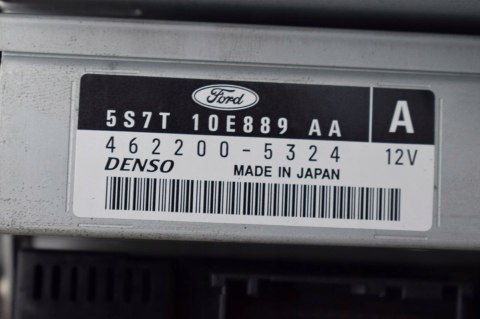 Ford
5S7T 10E889 AA A
462200-5324 12V
DENSO MADE IN JAPAN